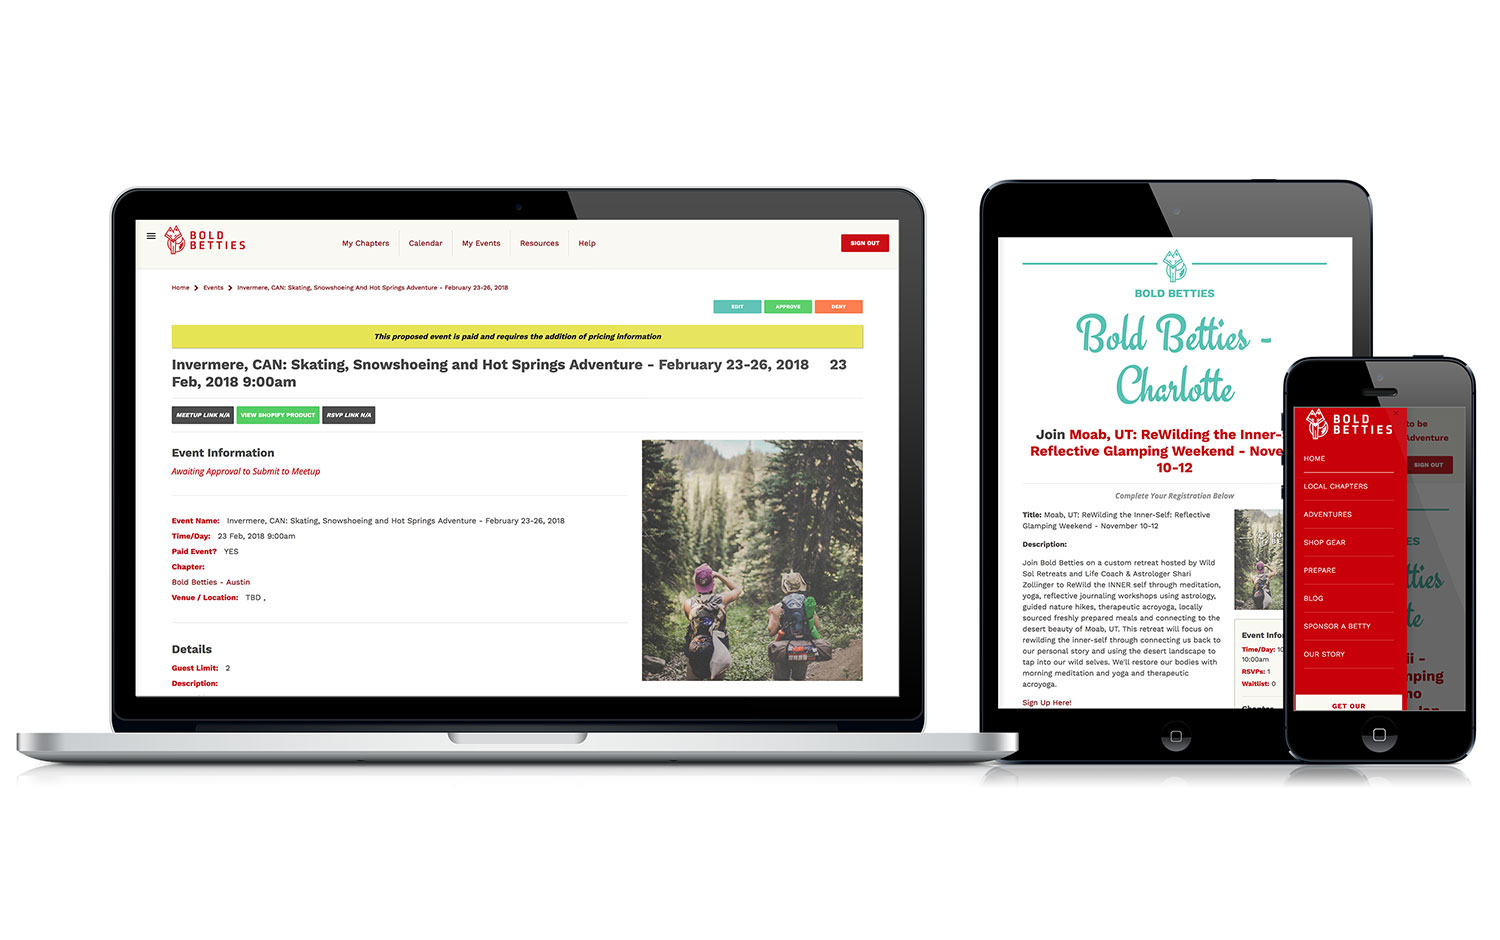 BOLD
BETTIES
My Chapters
Calendar
My Events
Resources
Help
SIGN OUT
Home > Events > Invermere, CAN: Skating, Snowshoeing And Hot Springs Adventure - February 23-26, 2018
EDIT
APPROVE
DENY
This proposed event is paid and requires the addition of pricing information
Invermere, CAN: Skating, Snowshoeing and Hot Springs Adventure - February 23-26, 2018 23
Feb, 2018 9:00am
MEETUP LINK N/A
VIEW SHOPIFY PRODUCT
RSVP LINK N/A
Event Information
Awaiting Approval to Submit to Meetup
Event Name: Invermere, CAN: Skating, Snowshoeing and Hot Springs Adventure - February 23-26, 2018
Time/Day: 23 Feb, 2018 9:00am
Paid Event? YES
Chapter:
Bold Betties - Austin
Venue / Location: TBD ,
Details
Guest Limit: 2
Description:
BOLD BETTIES
Bold Betties -
Charlotte
Join Moab, UT: ReWilding the Inner-
Reflective Glamping Weekend - Nove
10-12
Complete Your Registration Below
Title: Moab, UT: ReWilding the Inner-Self: Reflective
Glamping Weekend - November 10-12
Description:
Join Bold Betties on a custom retreat hosted by Wild
Sol Retreats and Life Coach & Astrologer Shari
Zollinger to ReWild the INNER self through meditation,
yoga, reflective journaling workshops using astrology,
guided nature hikes, therapeutic acroyoga, locally
sourced freshly prepared meals and connecting to the
desert beauty of Moab, UT. This retreat will focus on
rewilding the inner-self through connecting us back to
our personal story and using the desert landscape to
tap into our wild selves. We'll restore our bodies with
morning meditation and yoga and therapeutic
acroyoga.
Sign Up Here!
Event Infor
Time/Day: 10
10:00am
RSVPs: 1
Waitlist: 0
Chapter
BOLD
BETTIES
HOME
LOCAL CHAPTERS
ADVENTURES
SHOP GEAR
PREPARE
BLOG
SPONSOR A BETTY
OUR STORY
GET OUR
to be
Adventure
SIGN OUT
ES
tties
te
ii -
mping
no